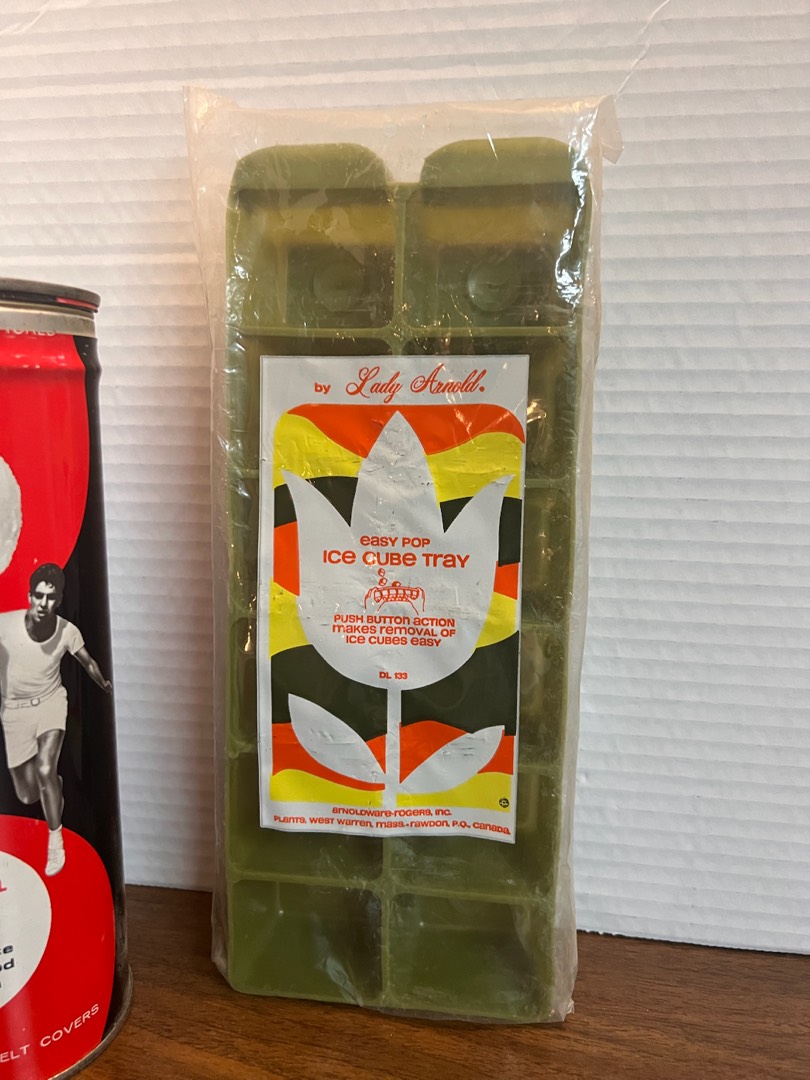 by Lady Arnold.
easy POP
ICE CUBE Tray
PUSH BUTTON acTION
makes removaL OF
ICE CUBES easy
DL 133
arnoLDware-rogers, Inc.
PLanTs, west warren, mass.-rawDon, P.Q., canaDa.
ELT COVERS